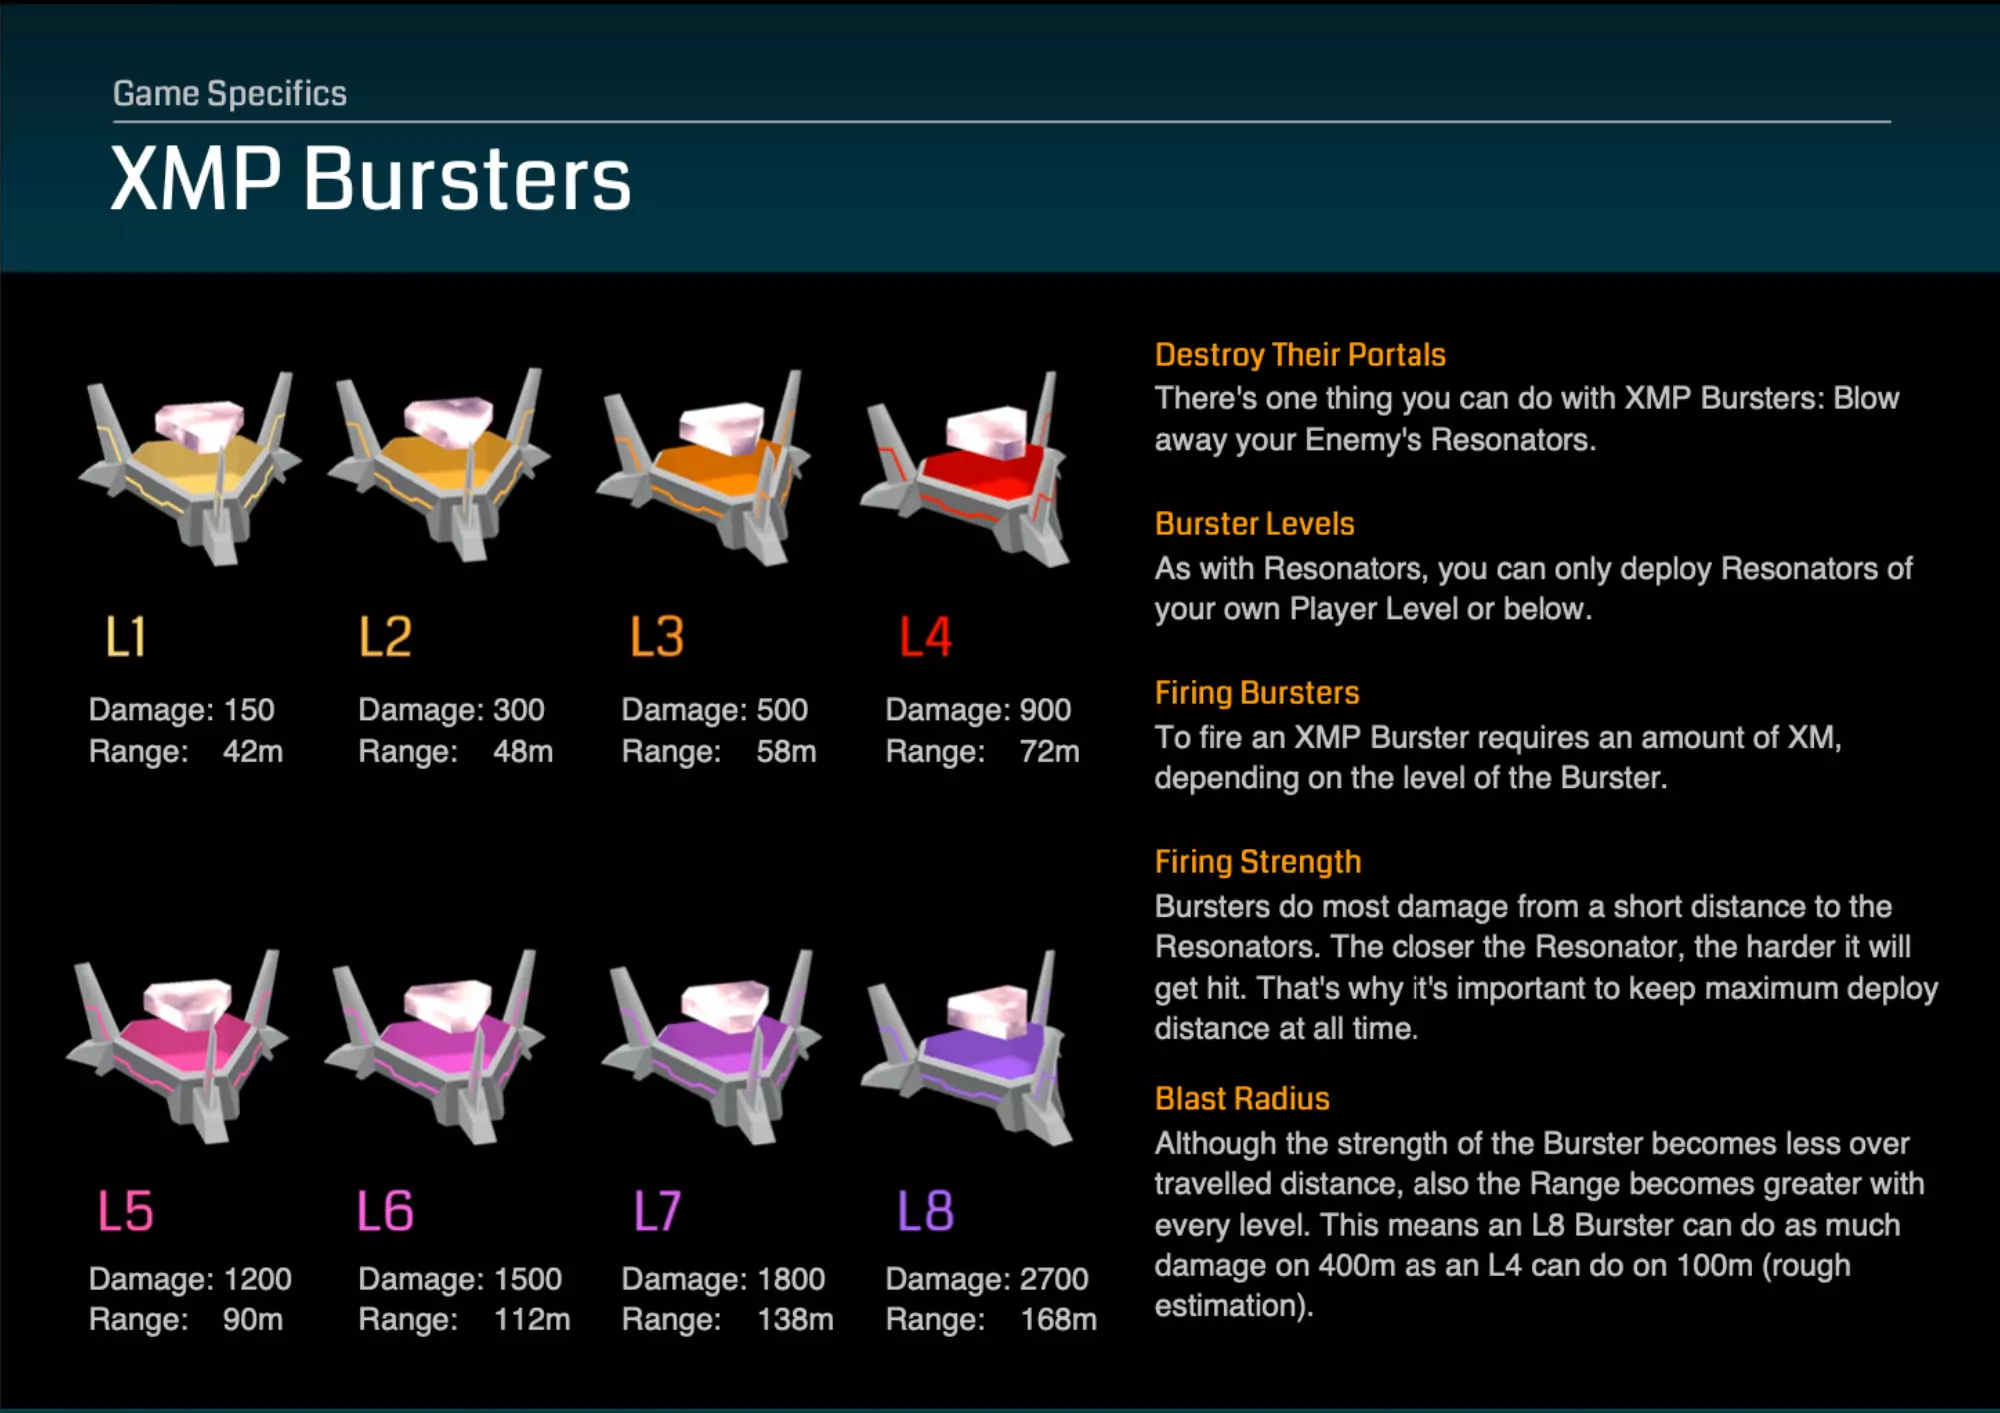 Game Specifics
XMP Bursters
L1
Damage: 150
Range: 42m
L2
Damage: 300
Range: 48m
L3
Damage: 500
Range: 58m
L4
Damage: 900
Range: 72m
L5
Damage: 1200
Range: 90m
L6
Damage: 1500
Range: 112m
L7
Damage: 1800
Range: 138m
L8
Damage: 2700
Range: 168m
Destroy Their Portals
There's one thing you can do with XMP Bursters: Blow
away your Enemy's Resonators.
Burster Levels
As with Resonators, you can only deploy Resonators of
your own Player Level or below.
Firing Bursters
To fire an XMP Burster requires an amount of XM,
depending on the level of the Burster.
Firing Strength
Bursters do most damage from a short distance to the
Resonators. The closer the Resonator, the harder it will
get hit. That's why it's important to keep maximum deploy
distance at all time.
Blast Radius
Although the strength of the Burster becomes less over
travelled distance, also the Range becomes greater with
every level. This means an L8 Burster can do as much
damage on 400m as an L4 can do on 100m (rough
estimation).